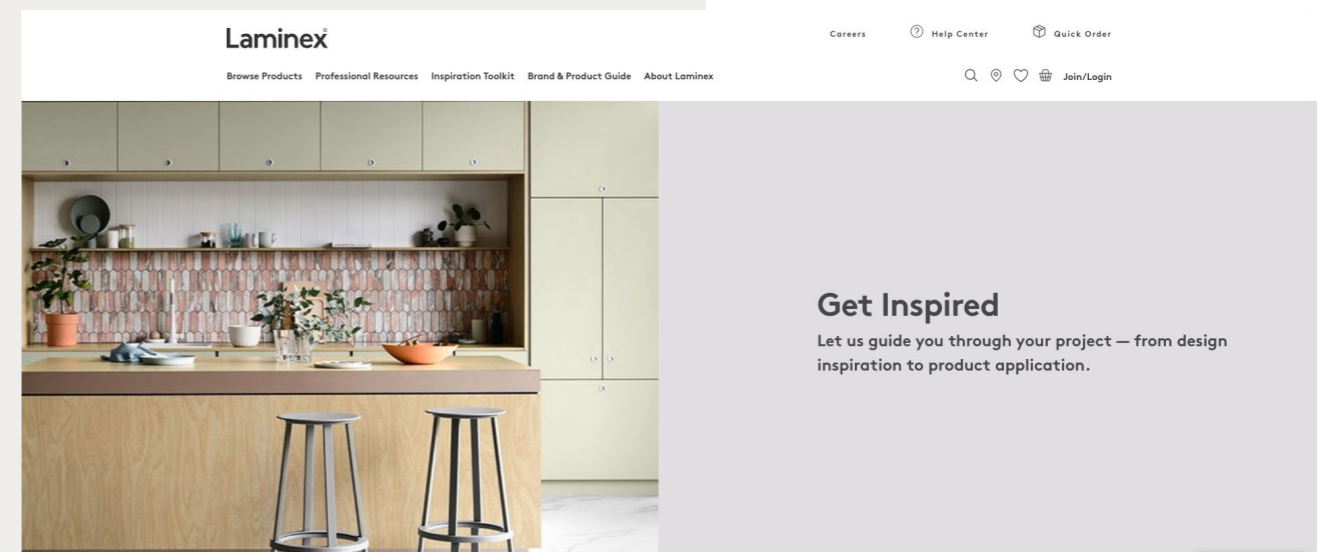 Laminex®
Careers
Help Center
Quick Order
Browse Products
Professional Resources
Inspiration Toolkit
Brand & Product Guide
About Laminex
Join/Login
Get Inspired
Let us guide you through your project — from design
inspiration to product application.